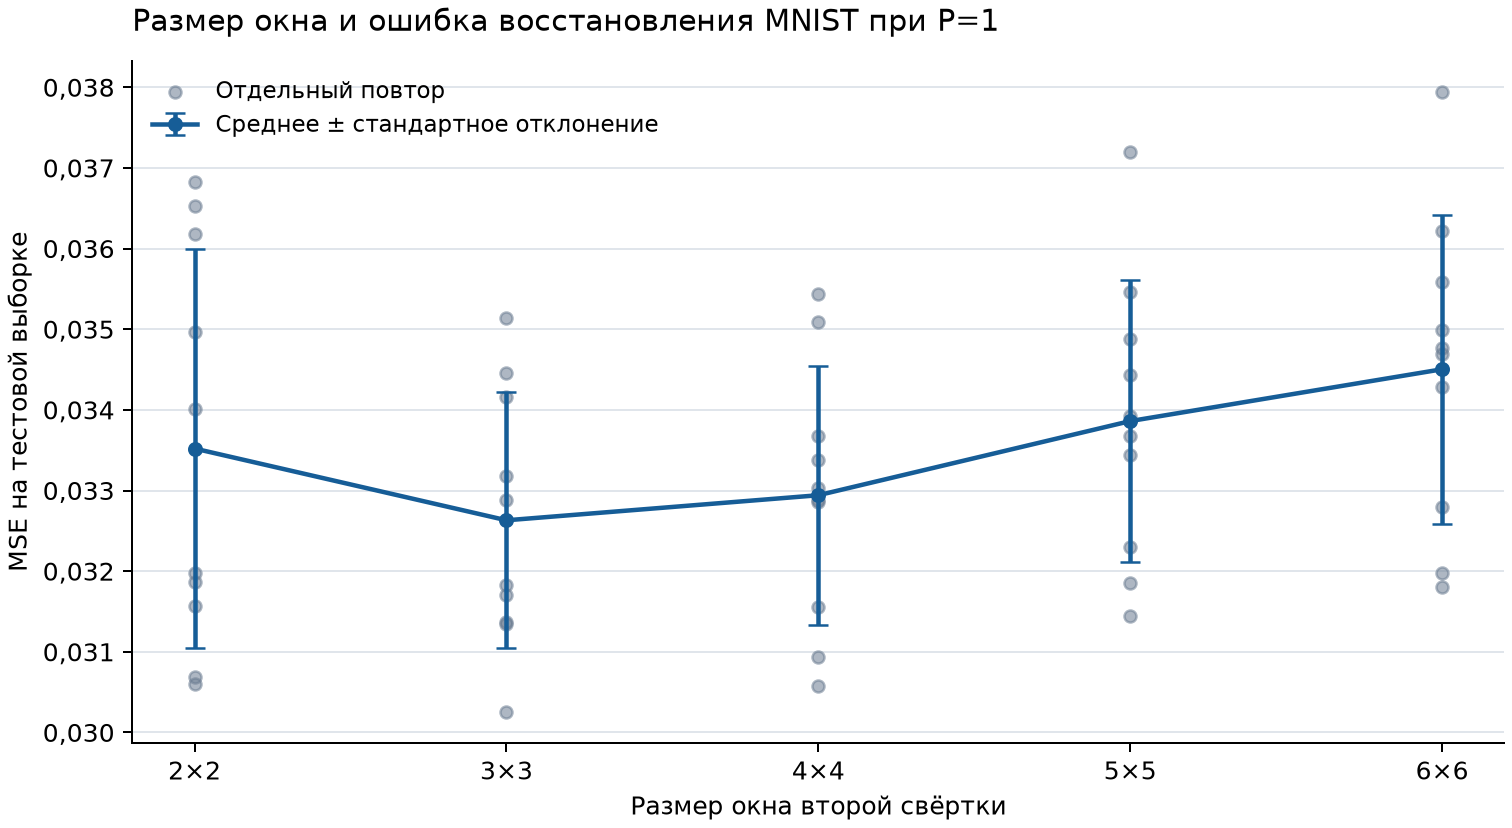 Размер окна и ошибка восстановления MNIST при P=1
Отдельный повтор
Среднее ± стандартное отклонение
MSE на тестовой выборке
0,038
0,037
0,036
0,035
0,034
0,033
0,032
0,031
0,030
2×2 3×3 4×4 5×5 6×6
Размер окна второй свёртки